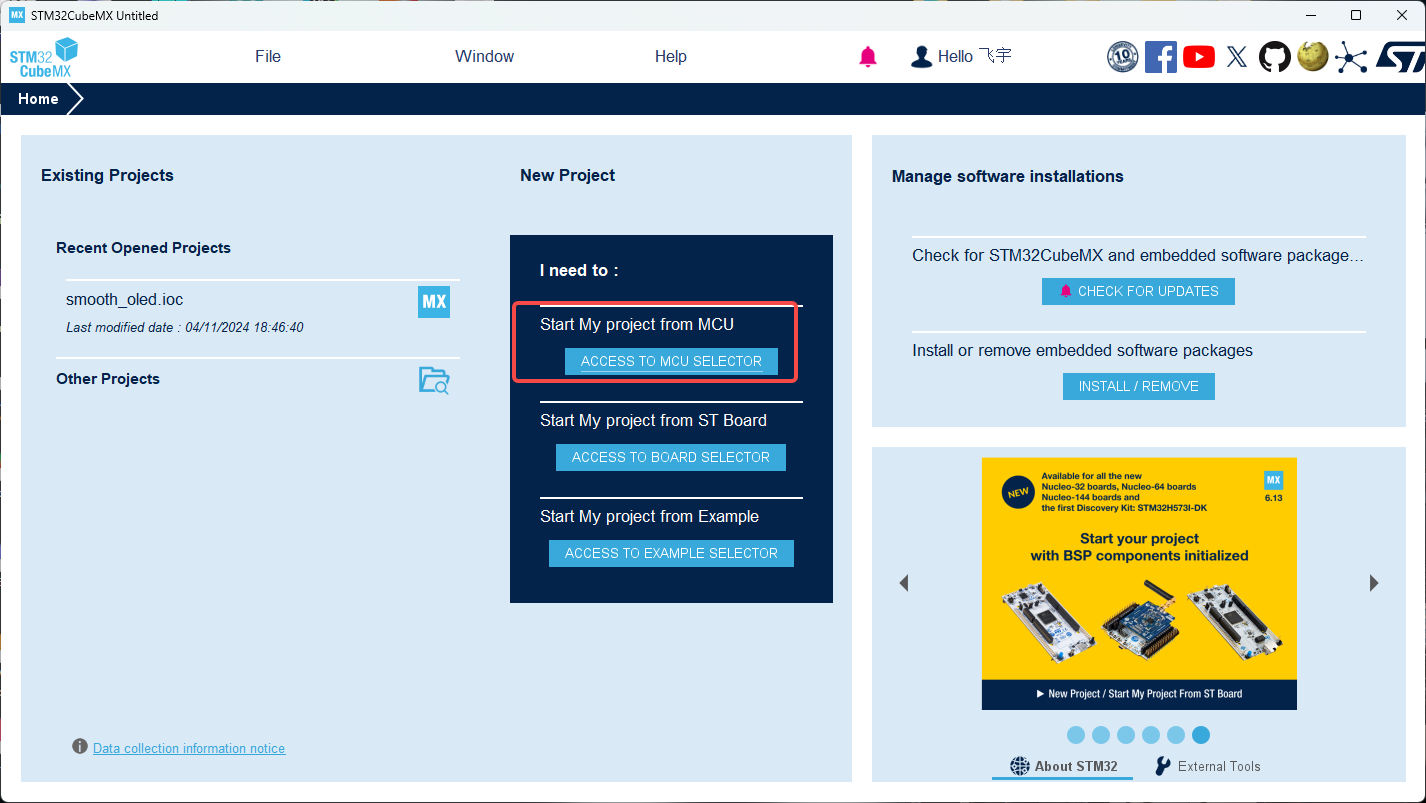 MX STM32CubeMX Untitled
STM32
CubeMX
File
Window
Help
Hello 飞宇
10
YEARS
Home
Existing Projects
Recent Opened Projects
smooth_oled.ioc
MX
Last modified date : 04/11/2024 18:46:40
Other Projects
Data collection information notice
New Project
I need to :
Start My project from MCU
ACCESS TO MCU SELECTOR
Start My project from ST Board
ACCESS TO BOARD SELECTOR
Start My project from Example
ACCESS TO EXAMPLE SELECTOR
Manage software installations
Check for STM32CubeMX and embedded software package...
CHECK FOR UPDATES
Install or remove embedded software packages
INSTALL / REMOVE
NEW
Available for all the new
Nucleo-32 boards, Nucleo-64 boards
Nucleo-144 boards and
the first Discovery Kit: STM32H573I-DK
MX
6.13
Start your project
with BSP components initialized
New Project / Start My Project From ST Board
About STM32
External Tools